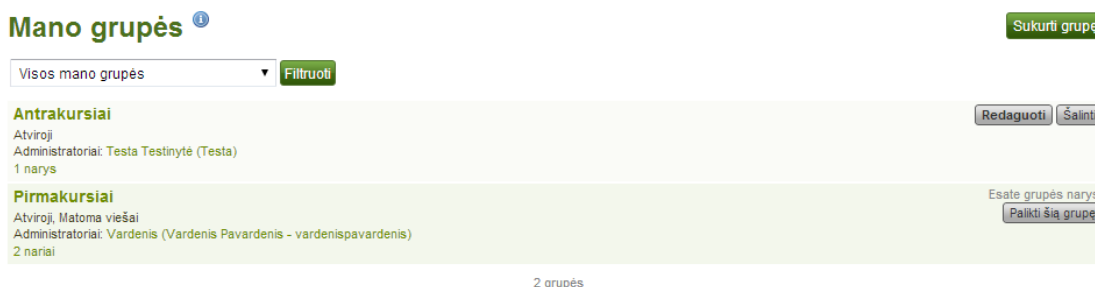 Mano grupės
Sukurti grupę
Visos mano grupės
Filtruoti
Antrakursiai
Redaguoti Šalinti
Atviroji
Administratoriai: Testa Testinytė (Testa)
1 narys
Pirmakursiai
Esate grupės narys
Atviroji, Matoma viešai
Palikti šią grupę
Administratoriai: Vardenis (Vardenis Pavardenis - vardenispavardenis)
2 nariai
2 grupės